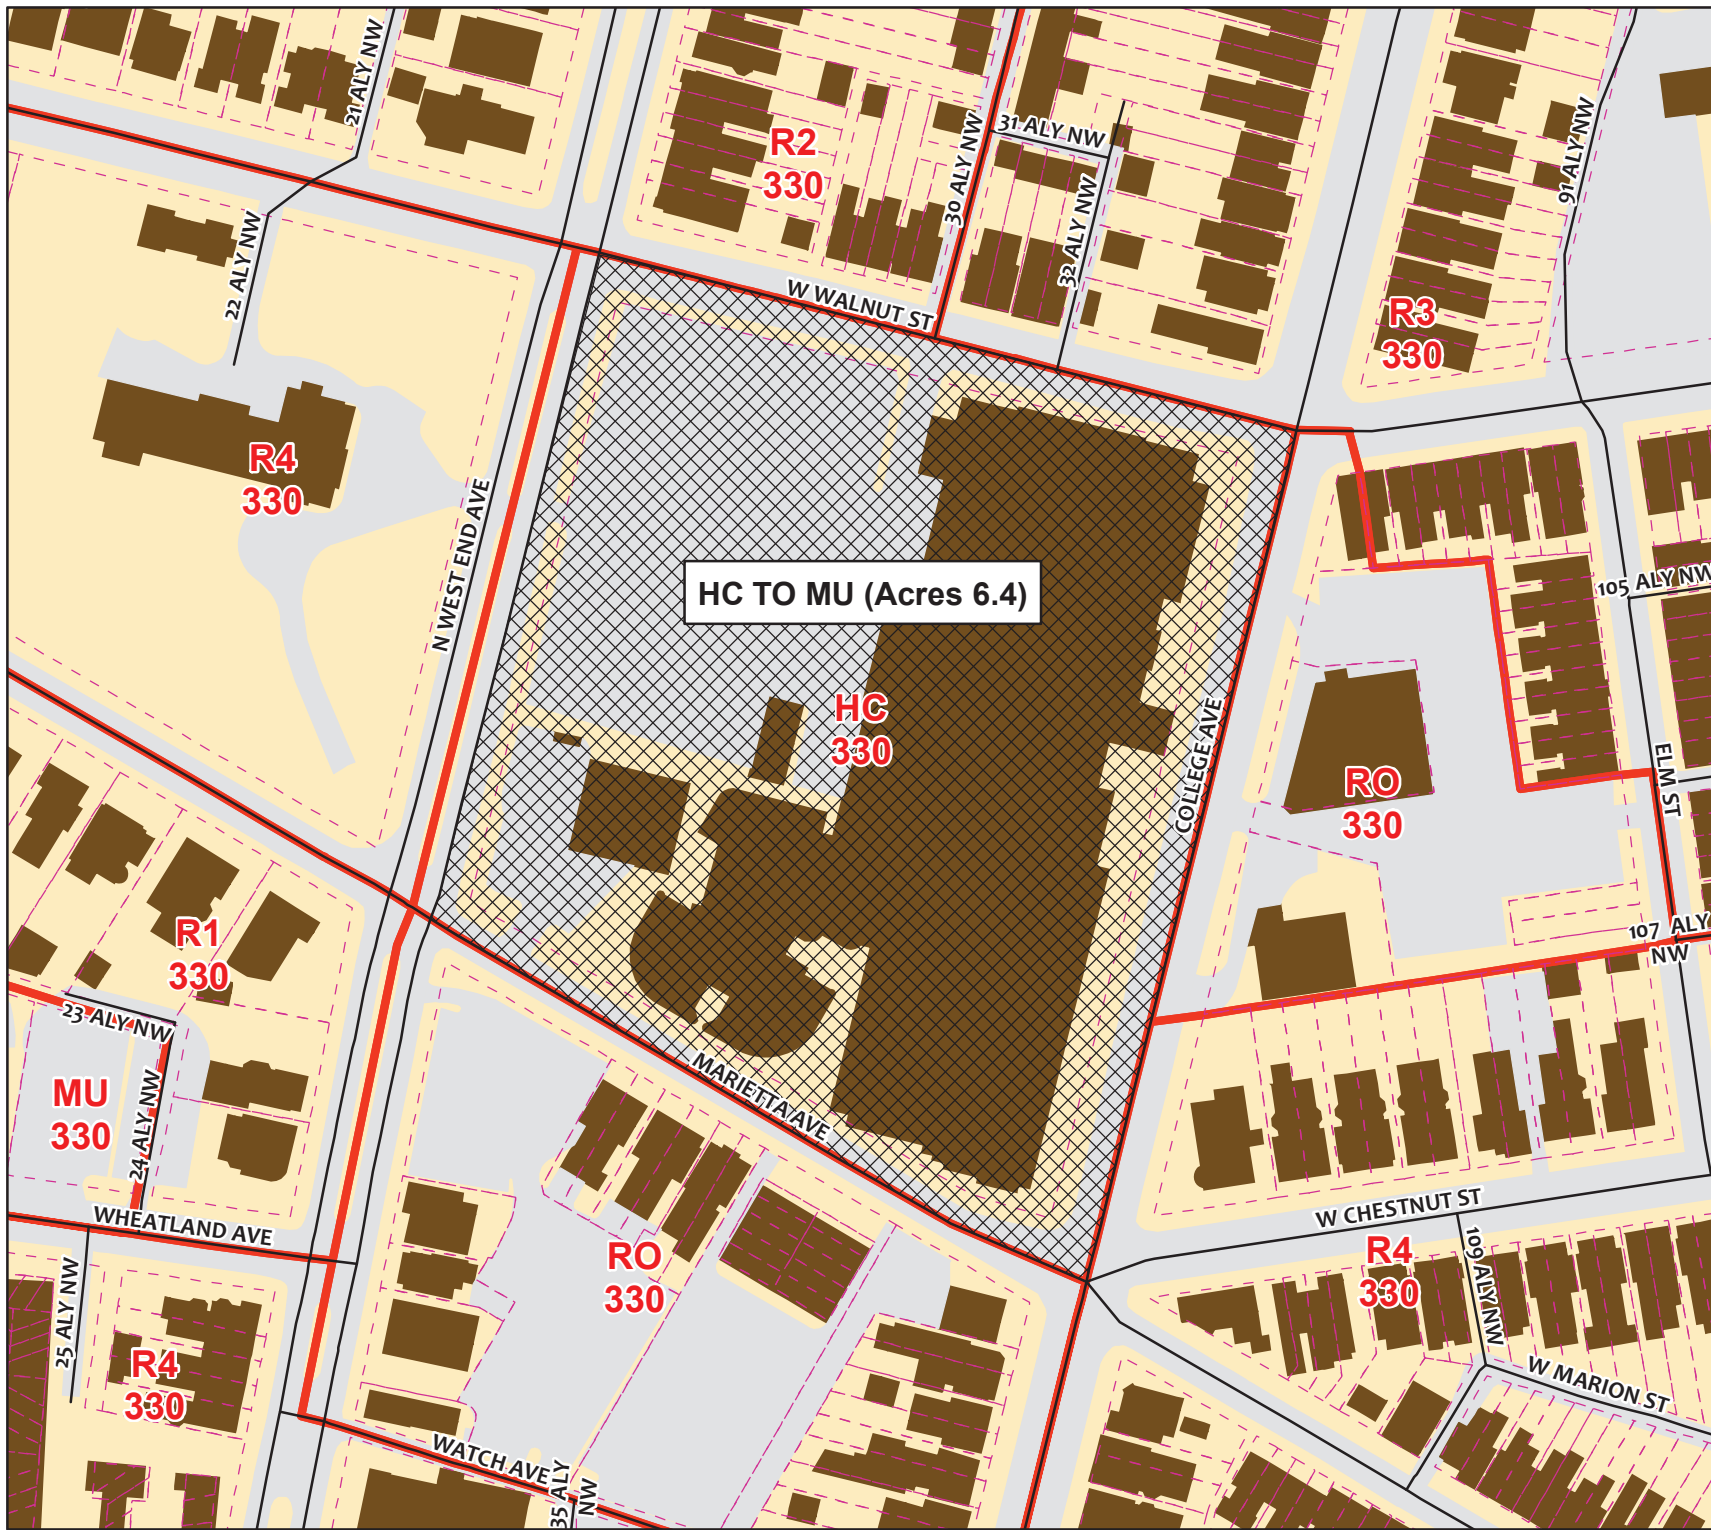 21 ALY NW
R2
330
31 ALY NW
30 ALY NW
91 ALY NW
22 ALY NW
32 ALY NW
W WALNUT ST
R3
330
R4
330
N WEST END AVE
HC TO MU (Acres 6.4)
105 ALY NW
HC
330
COLLEGE AVE
RO
330
ELM ST
R1
330
107 ALY
NW
23 ALY NW
MU
330
24 ALY NW
MARIETTA AVE
WHEATLAND AVE
W CHESTNUT ST
RO
330
R4
330
109 ALY NW
25 ALY NW
R4
330
W MARION ST
WATCH AVE
35 ALY
NW